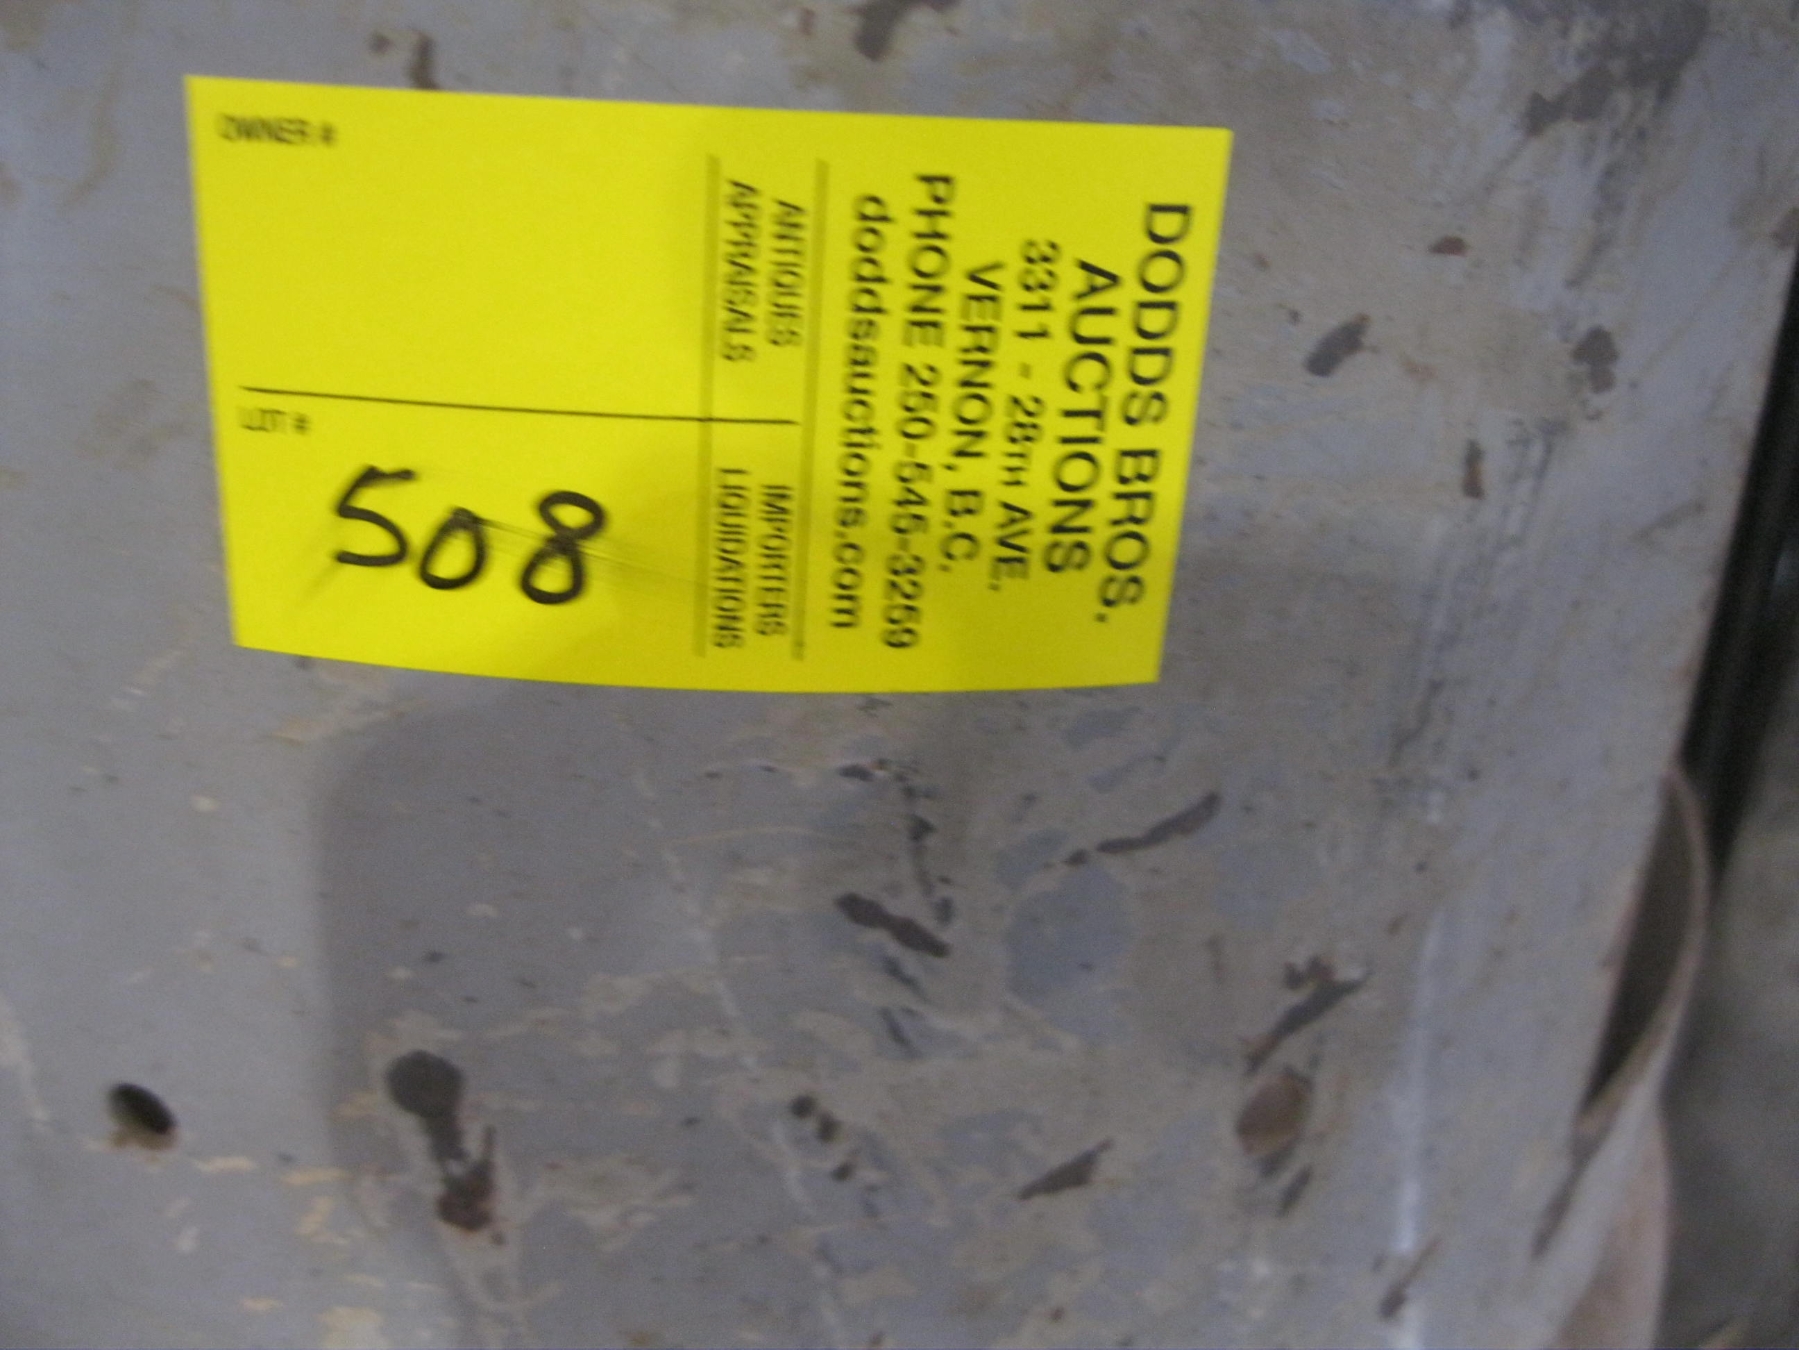 DODDS BROS.
AUCTIONS
3311 - 28TH AVE.
VERNON, B.C.
PHONE 250-545-3259
doddsauctions.com
ANTIQUES IMPORTERS
APPRAISALS LIQUIDATIONS
OWNER #
LOT #
508